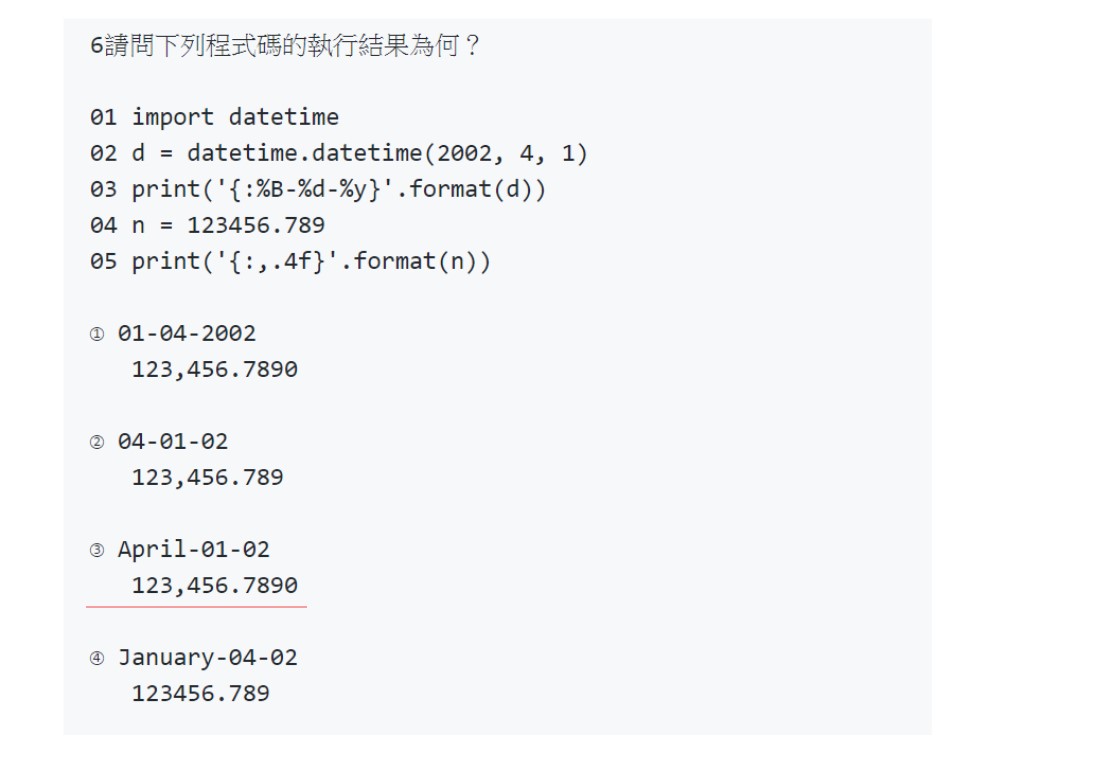 6請問下列程式碼的執行結果為何？
01 import datetime
02 d = datetime.datetime(2002, 4, 1)
03 print('{:%B-%d-%y}'.format(d))
04 n = 123456.789
05 print('{:,.4f}'.format(n))
① 01-04-2002
123,456.7890
② 04-01-02
123,456.789
③ April-01-02
123,456.7890
④ January-04-02
123456.789